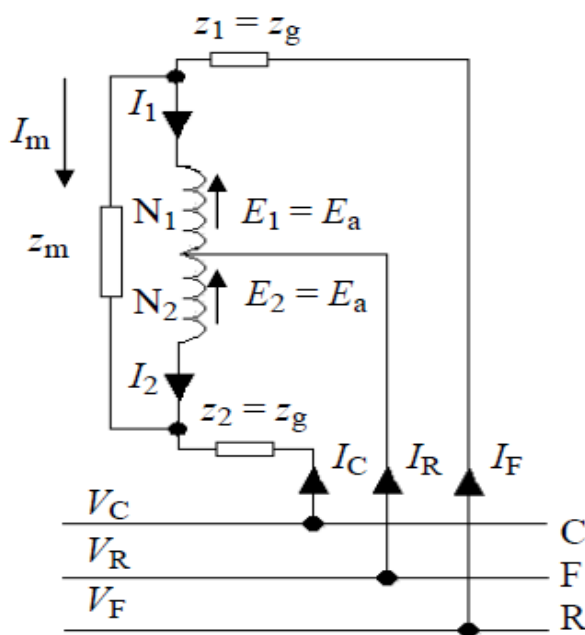 z1 = zg
I1
Im
N1
E1 = Ea
zm
N2
E2 = Ea
I2
z2 = zg
IC
IR
IF
VC
C
VR
F
VF
R